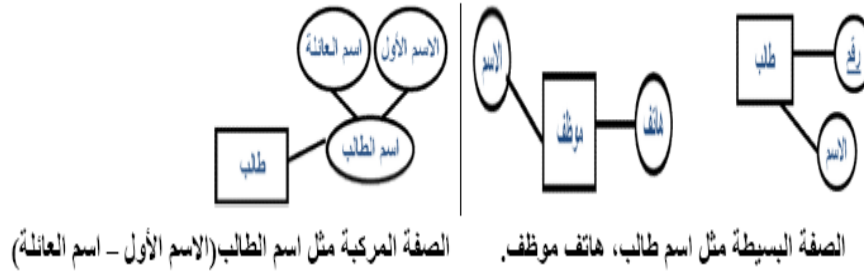 رقم
طالب
الاسم
الاسم
موظف
هاتف
الصفة البسيطة مثل اسم طالب، هاتف موظف.
الاسم الأول
اسم العائلة
اسم الطالب
طالب
الصفة المركبة مثل اسم الطالب(الاسم الأول – اسم العائلة)